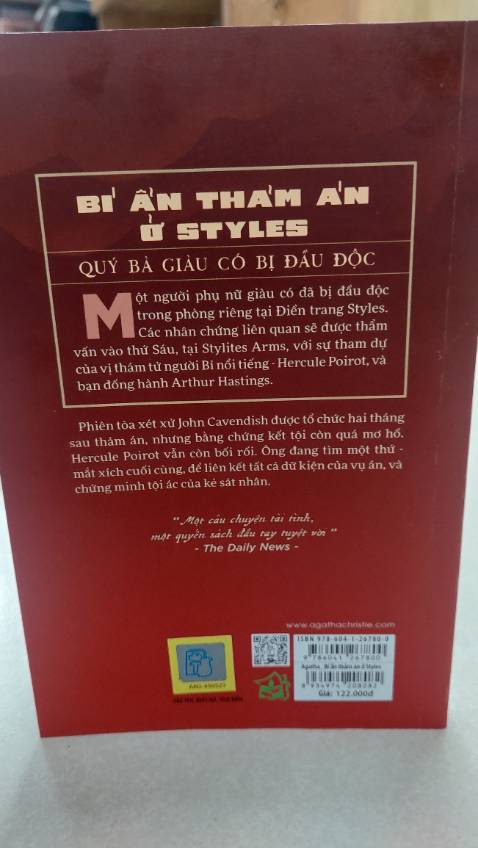 BÍ ẨN THẢM ÁN
Ở STYLES
QUÝ BÀ GIÀU CÓ BỊ ĐẦU ĐỘC
Một người phụ nữ giàu có đã bị đầu độc
trong phòng riêng tại Điền trang Styles.
Các nhân chứng liên quan sẽ được thẩm
vấn vào thứ Sáu, tại Stylites Arms, với sự tham dự
của vị thám tử người Bỉ nổi tiếng - Hercule Poirot, và
bạn đồng hành Arthur Hastings.
Phiên tòa xét xử John Cavendish được tổ chức hai tháng
sau thảm án, nhưng bằng chứng kết tội còn quá mơ hồ.
Hercule Poirot vẫn còn bối rối. Ông đang tìm một thứ -
mắt xích cuối cùng, để liên kết tất cả dữ kiện của vụ án, và
chứng minh tội ác của kẻ sát nhân.
"Một câu chuyện tài tình,
một quyển sách đầu tay tuyệt vời"
- The Daily News -
www.agathachristie.com
ISBN 978-604-1-26780-0
9 786041 267800
Agatha_ Bí ẩn thảm án ở Styles
8 934974 208082
Giá: 122.000đ